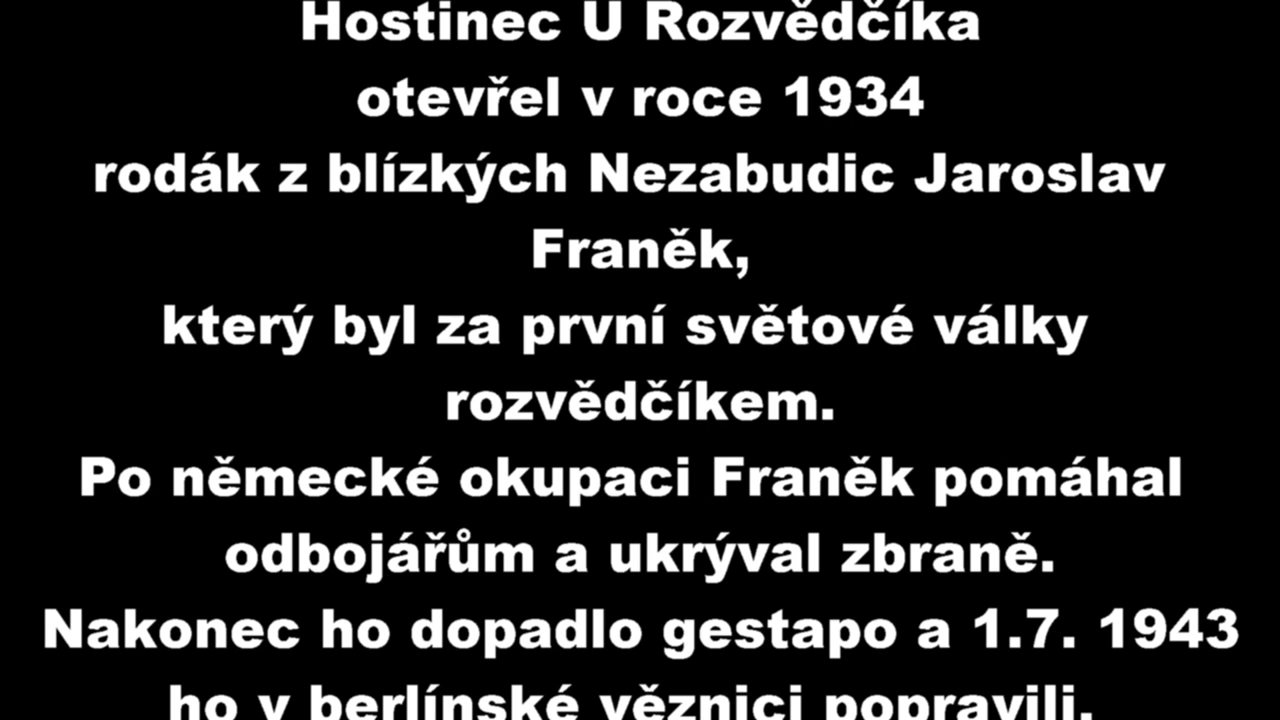 Hostinec U Rozvědčíka
otevřel v roce 1934
rodák z blízkých Nezabudic Jaroslav
Franěk,
který byl za první světové války
rozvědčíkem.
Po německé okupaci Franěk pomáhal
odbojářům a ukrýval zbraně.
Nakonec ho dopadlo gestapo a 1.7. 1943
ho v berlínské věznici popravili.